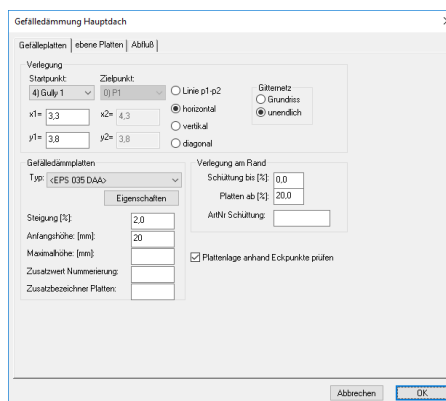 Gefälledämmung Hauptdach
Gefälleplatten ebene Platten Abfluß
Verlegung
Startpunkt: Zielpunkt:
4) Gully 1 0) P1
x1= 3,3 x2= 4,3
y1= 3,8 y2= 3,8
Linie p1-p2
horizontal
vertikal
diagonal
Gitternetz
Grundriss
unendlich
Gefälledämmplatten
Typ: <EPS 035 DAA>
Eigenschaften
Steigung [%]: 2,0
Anfangshöhe: [mm]: 20
Maximalhöhe: [mm]:
Zusatzwert Nummerierung:
Zusatzbezeichner Platten:
Verlegung am Rand
Schüttung bis [%]: 0,0
Platten ab [%]: 20,0
ArtNr Schüttung:
Plattenlage anhand Eckpunkte prüfen
Abbrechen OK